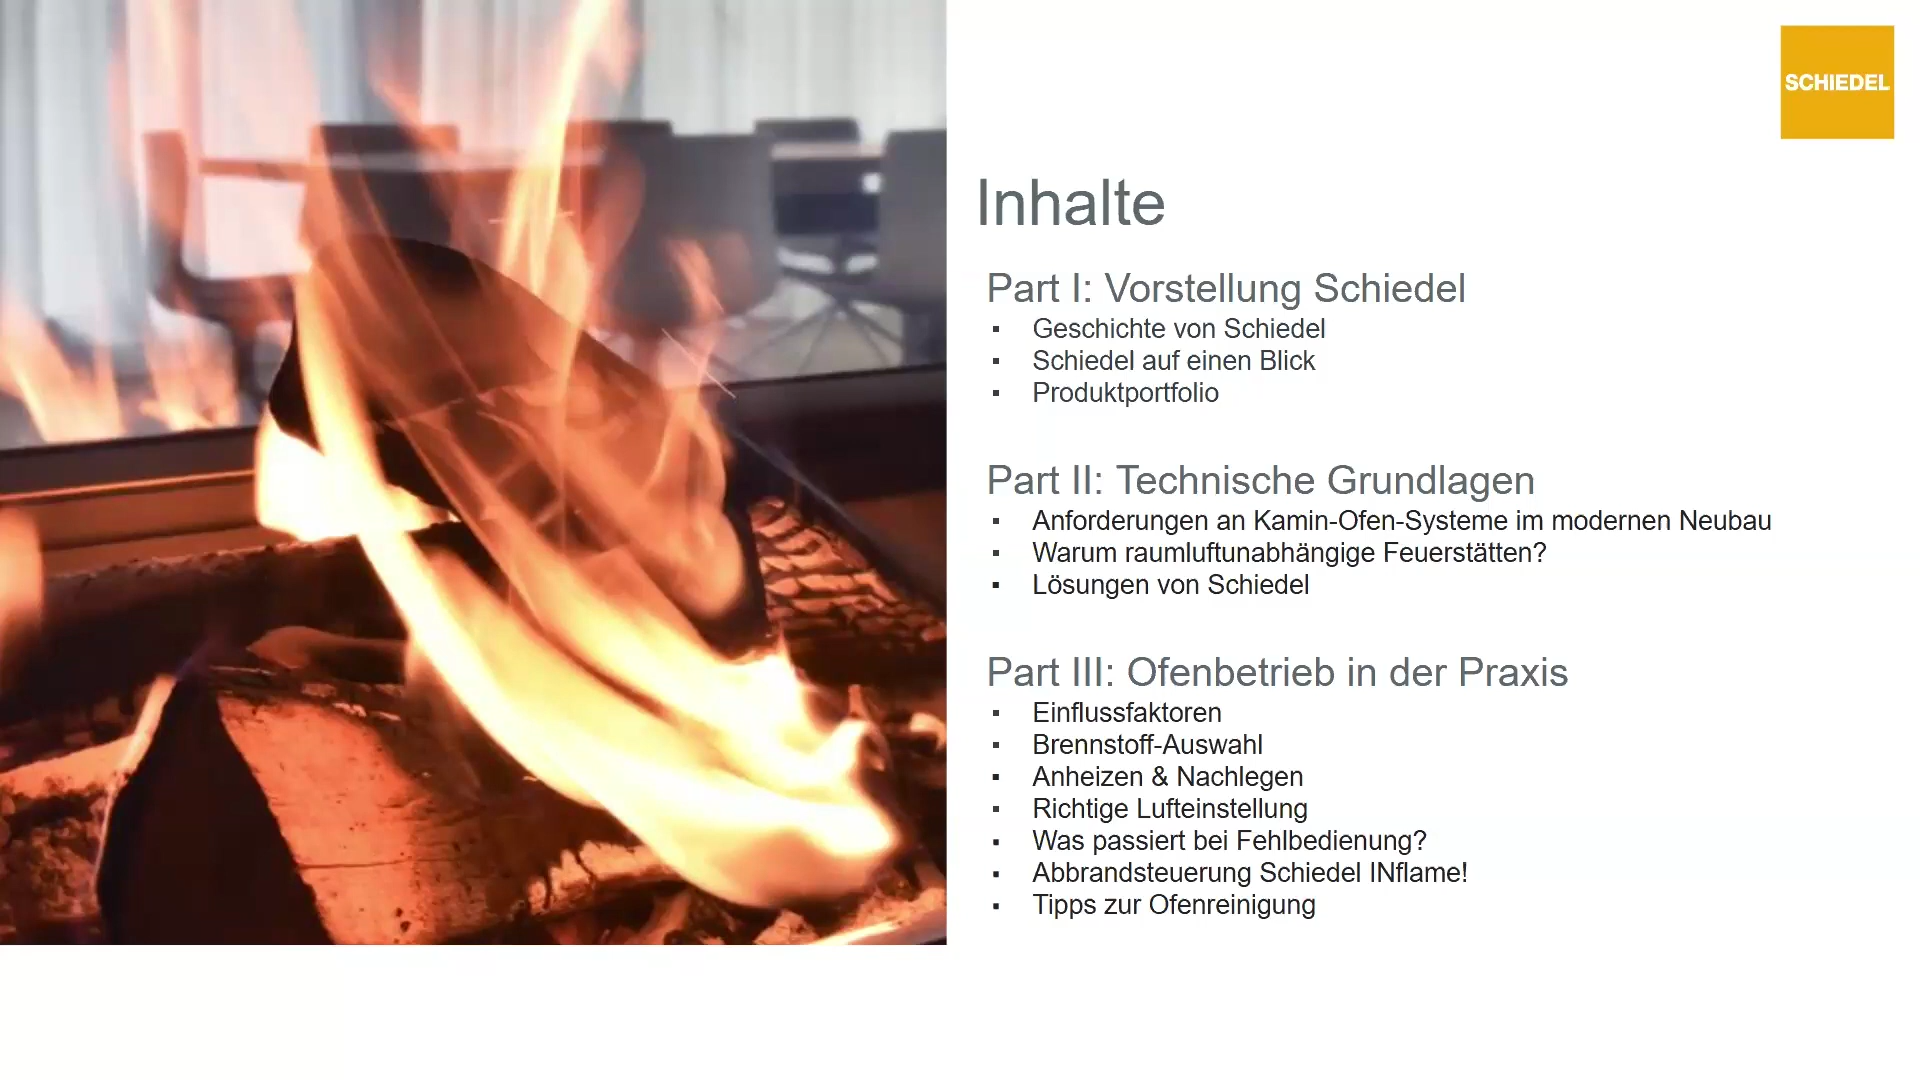 SCHIEDEL
Inhalte
Part I: Vorstellung Schiedel
▪ Geschichte von Schiedel
▪ Schiedel auf einen Blick
▪ Produktportfolio
Part II: Technische Grundlagen
▪ Anforderungen an Kamin-Ofen-Systeme im modernen Neubau
▪ Warum raumluftunabhängige Feuerstätten?
▪ Lösungen von Schiedel
Part III: Ofenbetrieb in der Praxis
▪ Einflussfaktoren
▪ Brennstoff-Auswahl
▪ Anheizen & Nachlegen
▪ Richtige Lufteinstellung
▪ Was passiert bei Fehlbedienung?
▪ Abbrandsteuerung Schiedel INflame!
▪ Tipps zur Ofenreinigung